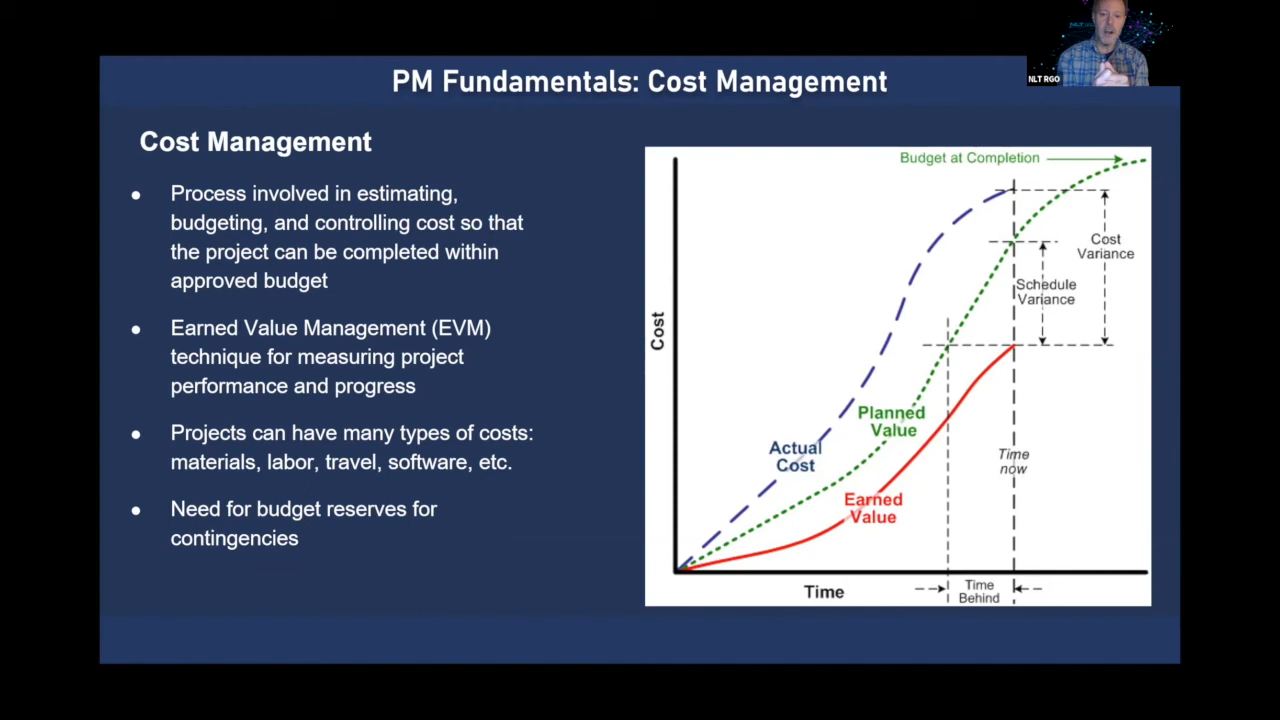 PM Fundamentals: Cost Management
NLT RGO
Cost Management
● Process involved in estimating,
budgeting, and controlling cost so that
the project can be completed within
approved budget
● Earned Value Management (EVM)
technique for measuring project
performance and progress
● Projects can have many types of costs:
materials, labor, travel, software, etc.
● Need for budget reserves for
contingencies
Budget at Completion
Cost
Variance
Schedule
Variance
Cost
Planned
Value
Actual
Cost
Time
now
Earned
Value
Time
Time
Behind